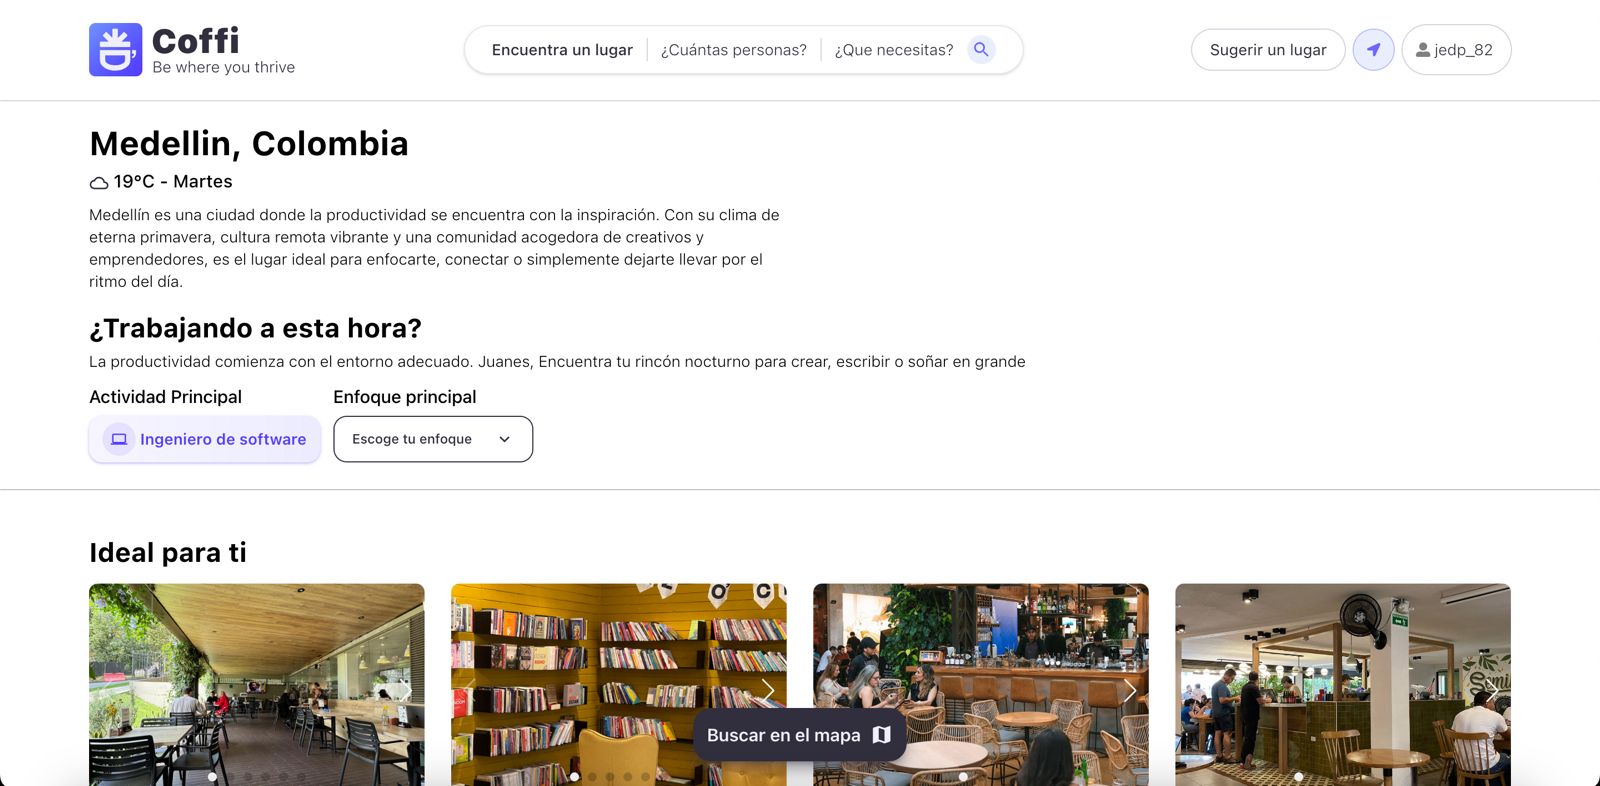 Coffi
Be where you thrive
Encuentra un lugar
¿Cuántas personas?
¿Que necesitas?
Sugerir un lugar
jedp_82
Medellin, Colombia
19°C - Martes
Medellín es una ciudad donde la productividad se encuentra con la inspiración. Con su clima de
eterna primavera, cultura remota vibrante y una comunidad acogedora de creativos y
emprendedores, es el lugar ideal para enfocarte, conectar o simplemente dejarte llevar por el
ritmo del día.
¿Trabajando a esta hora?
La productividad comienza con el entorno adecuado. Juanes, Encuentra tu rincón nocturno para crear, escribir o soñar en grande
Actividad Principal
Enfoque principal
Ingeniero de software
Escoge tu enfoque
Ideal para ti
Buscar en el mapa